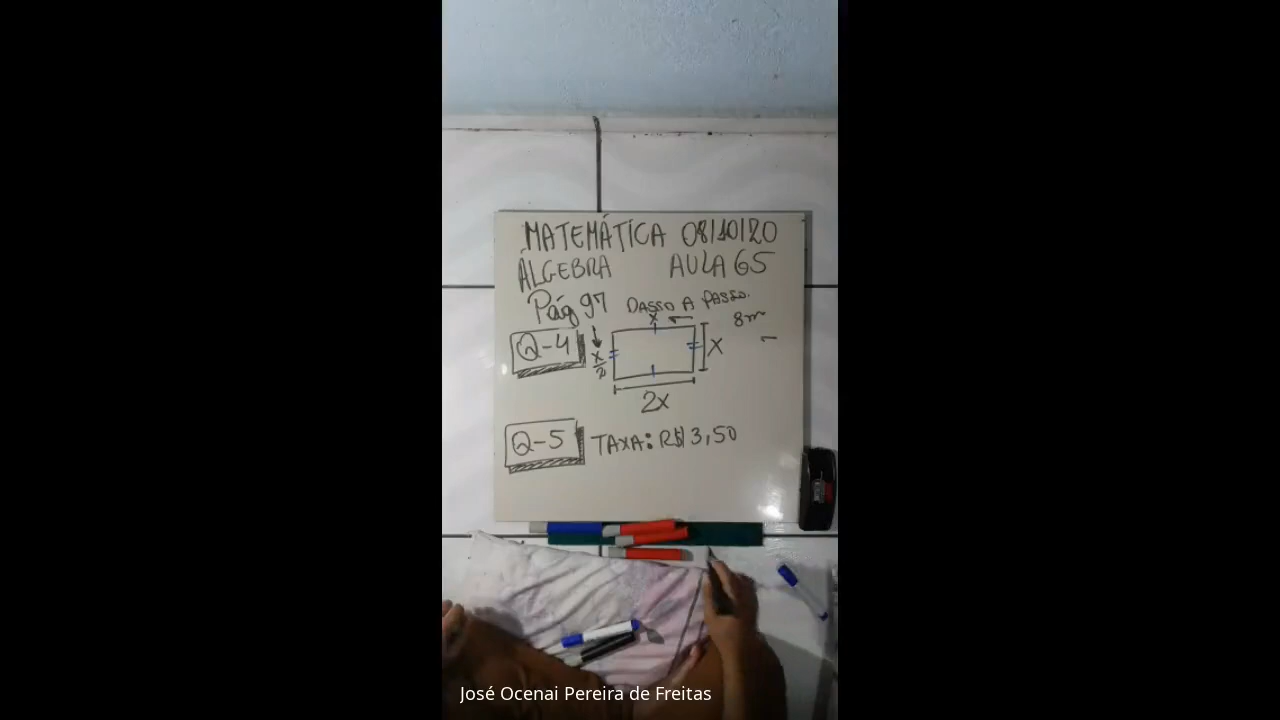 MATEMÁTICA 08/10/20
ÁLGEBRA AULA 65
Pág 97 PASSO A PASSO.
Q-4
x
8m
x/2
x
2x
Q-5 TAXA: R$ 13,50
José Ocenai Pereira de Freitas